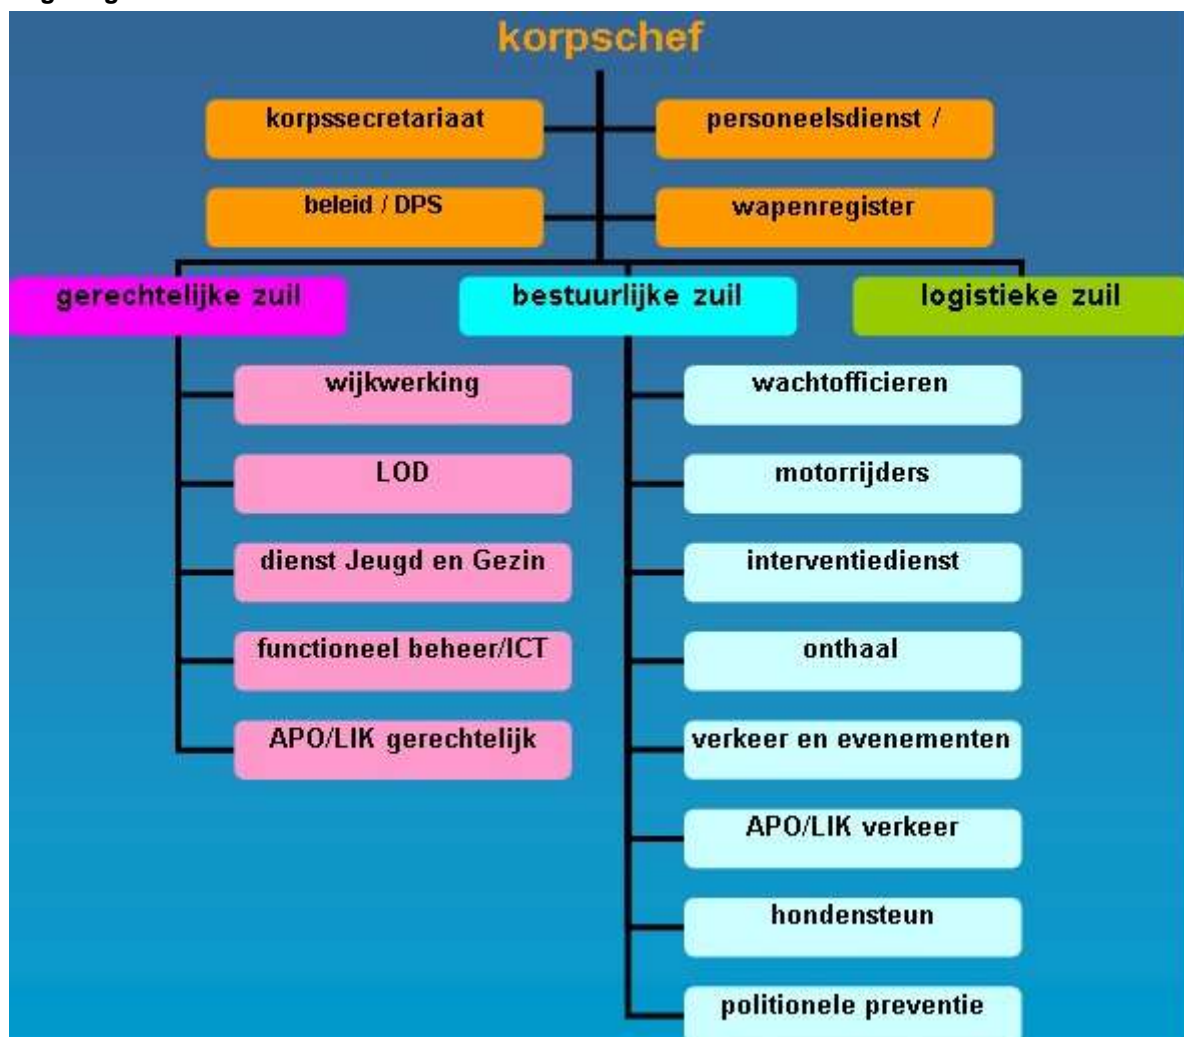 korpschef
korpssecretariaat
personeelsdienst /
beleid / DPS
wapenregister
gerechtelijke zuil
bestuurlijke zuil
logistieke zuil
wijkwerking
LOD
dienst Jeugd en Gezin
functioneel beheer/ICT
APO/LIK gerechtelijk
wachtofficieren
motorrijders
interventiedienst
onthaal
verkeer en evenementen
APO/LIK verkeer
hondensteun
politionele preventie